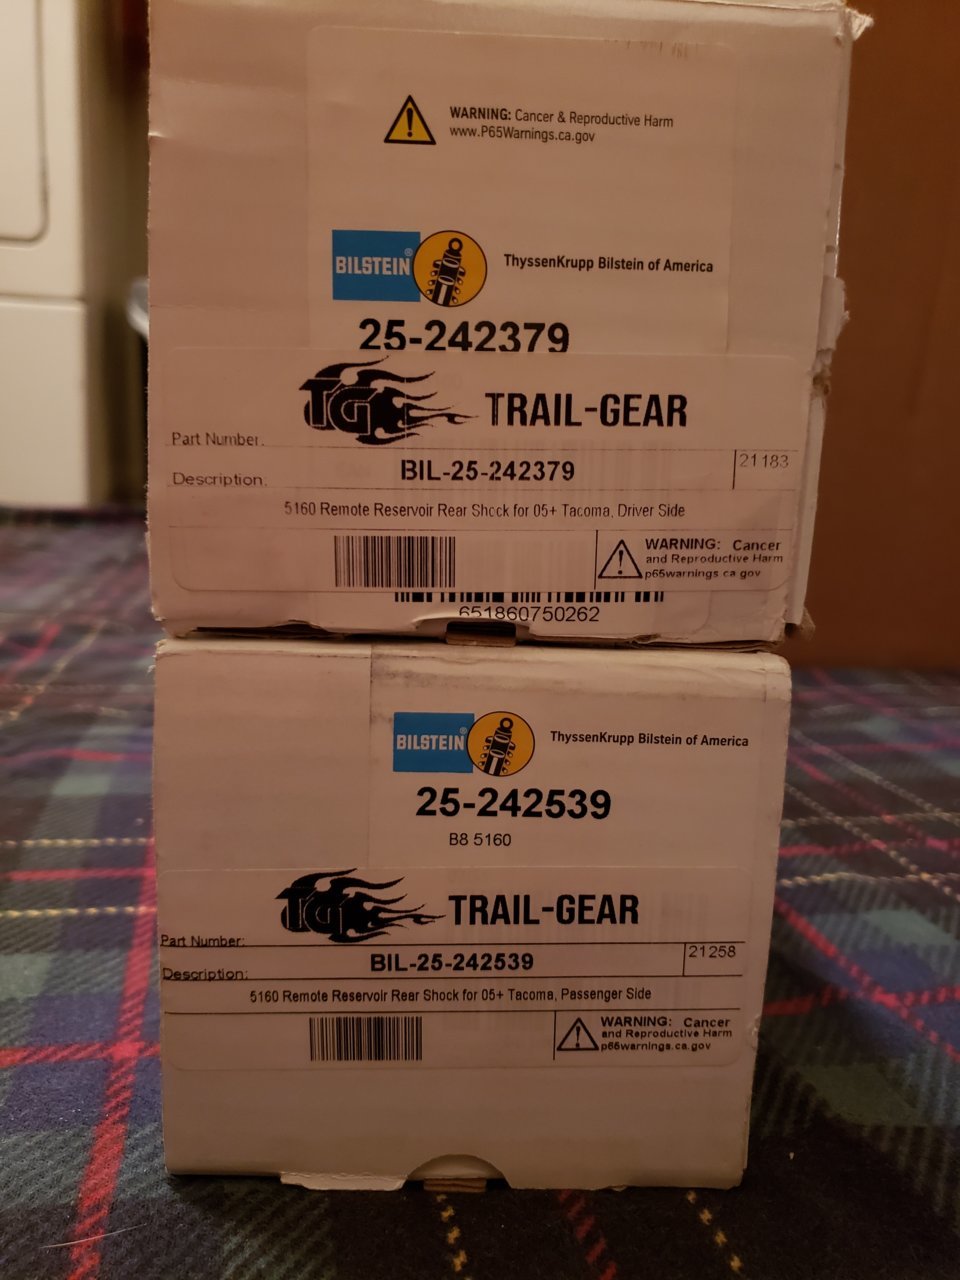 WARNING: Cancer & Reproductive Harm
www.P65Warnings.ca.gov
BILSTEIN®
ThyssenKrupp Bilstein of America
25-242379
TG TRAIL-GEAR
Part Number:
BIL-25-242379
21183
Description:
5160 Remote Reservoir Rear Shock for 05+ Tacoma, Driver Side
WARNING: Cancer
and Reproductive Harm
p65warnings.ca.gov
651860750262
BILSTEIN®
ThyssenKrupp Bilstein of America
25-242539
B8 5160
TG TRAIL-GEAR
Part Number:
BIL-25-242539
21258
Description:
5160 Remote Reservoir Rear Shock for 05+ Tacoma, Passenger Side
WARNING: Cancer
and Reproductive Harm
p65warnings.ca.gov